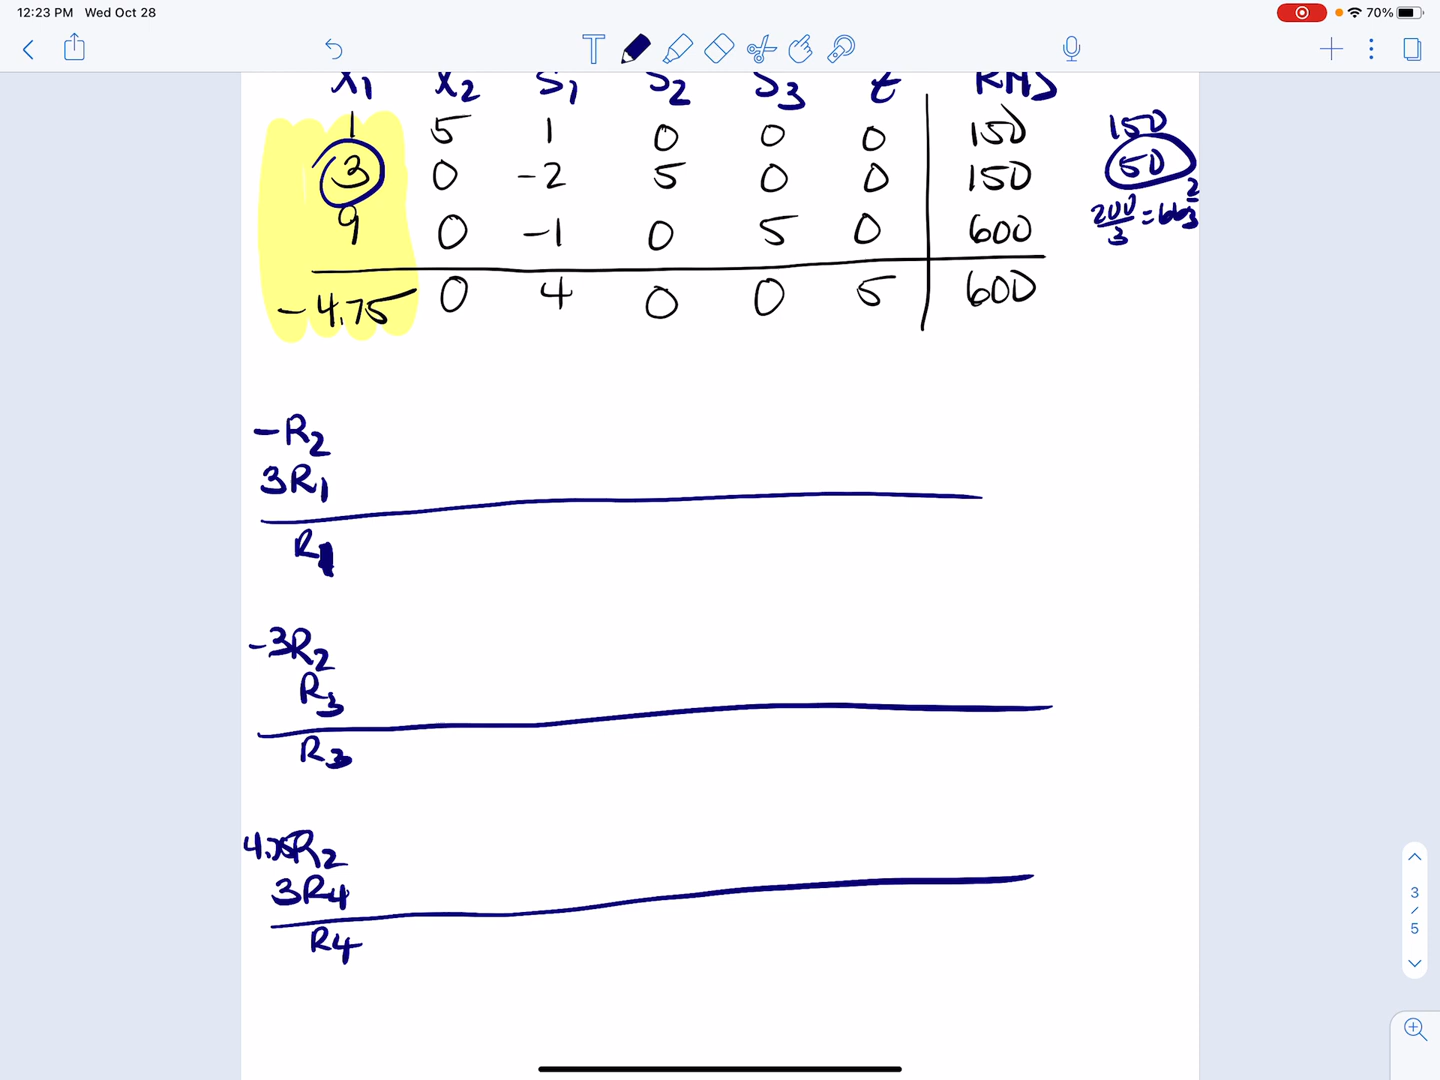 12:23 PM Wed Oct 28
70%
T
x₁ x₂ S₁ S₂ S₃ z RHS
1 5 1 0 0 0 150 150
3 0 -2 5 0 0 150 50
9 0 -1 0 5 0 600 200/3 = 66 2/3
-4.75 0 4 0 0 5 600
-R₂
3R₁
R₁
-3R₂
R₃
R₃
4.75R₂
3R₄
R₄
3
/
5